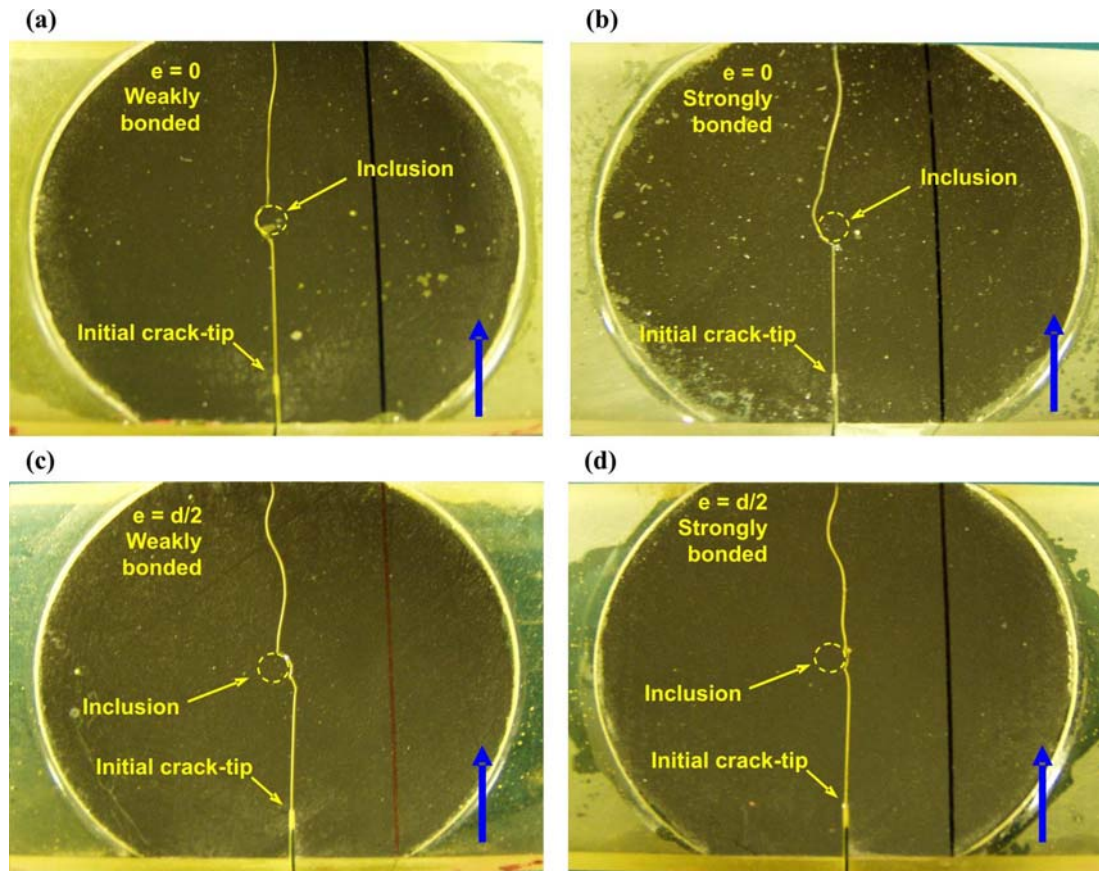 (a)
e = 0
Weakly
bonded
Inclusion
Initial crack-tip
(b)
e = 0
Strongly
bonded
Inclusion
Initial crack-tip
(c)
e = d/2
Weakly
bonded
Inclusion
Initial crack-tip
(d)
e = d/2
Strongly
bonded
Inclusion
Initial crack-tip